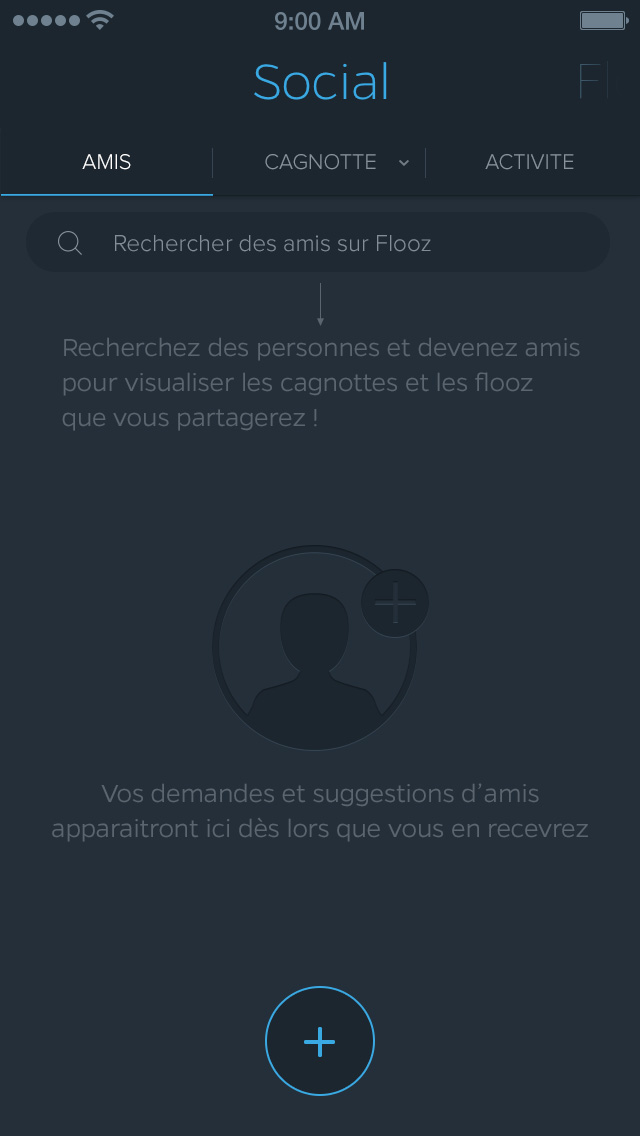 9:00 AM
Social
Fl
AMIS
CAGNOTTE
ACTIVITE
Rechercher des amis sur Flooz
Recherchez des personnes et devenez amis
pour visualiser les cagnottes et les flooz
que vous partagerez !
Vos demandes et suggestions d’amis
apparaitront ici dès lors que vous en recevrez